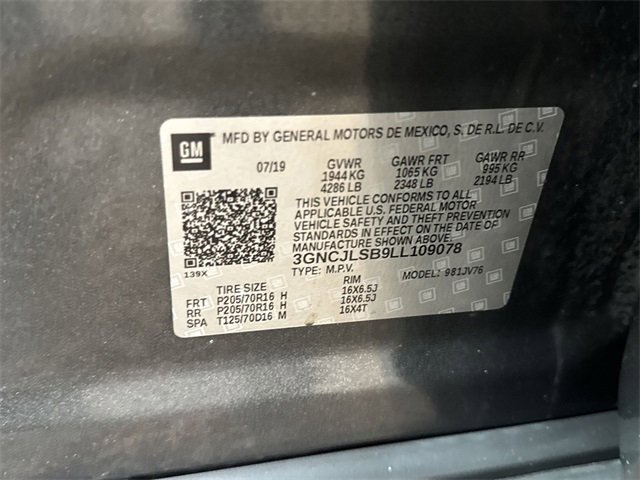 GM
MFD BY GENERAL MOTORS DE MEXICO, S. DE R.L. DE C.V.
07/19 GVWR GAWR FRT GAWR RR
1944 KG 1065 KG 995 KG
4286 LB 2348 LB 2194 LB
THIS VEHICLE CONFORMS TO ALL
APPLICABLE U.S. FEDERAL MOTOR
VEHICLE SAFETY AND THEFT PREVENTION
STANDARDS IN EFFECT ON THE DATE OF
MANUFACTURE SHOWN ABOVE.
139X 3GNCJLSB9LL109078
TYPE: M.P.V. MODEL: 981JV76
TIRE SIZE RIM
FRT P205/70R16 H 16X6.5J
RR P205/70R16 H 16X6.5J
SPA T125/70D16 M 16X4T